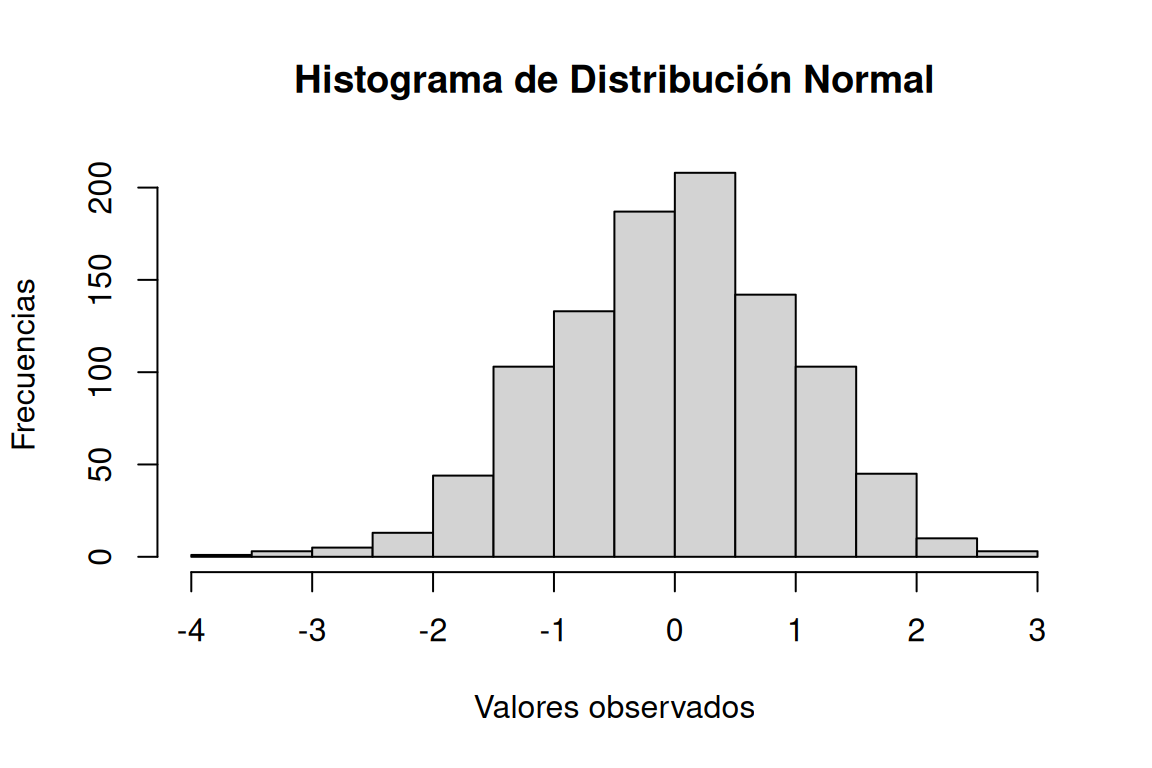 Histograma de Distribución Normal
Frecuencias
200
150
100
50
0
-4 -3 -2 -1 0 1 2 3
Valores observados